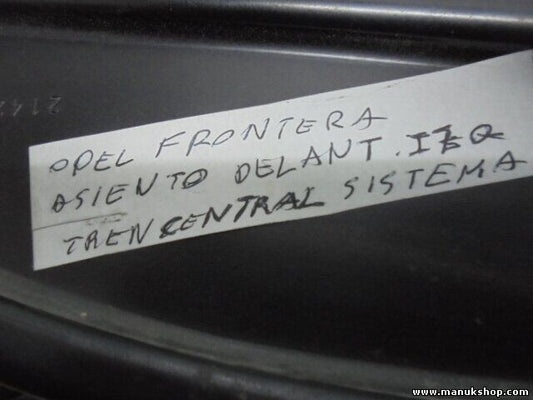 OPEL FRONTERA
ASIENTO DELANT. IZQ
TREN CENTRAL SISTEMA
www.manukshop.com